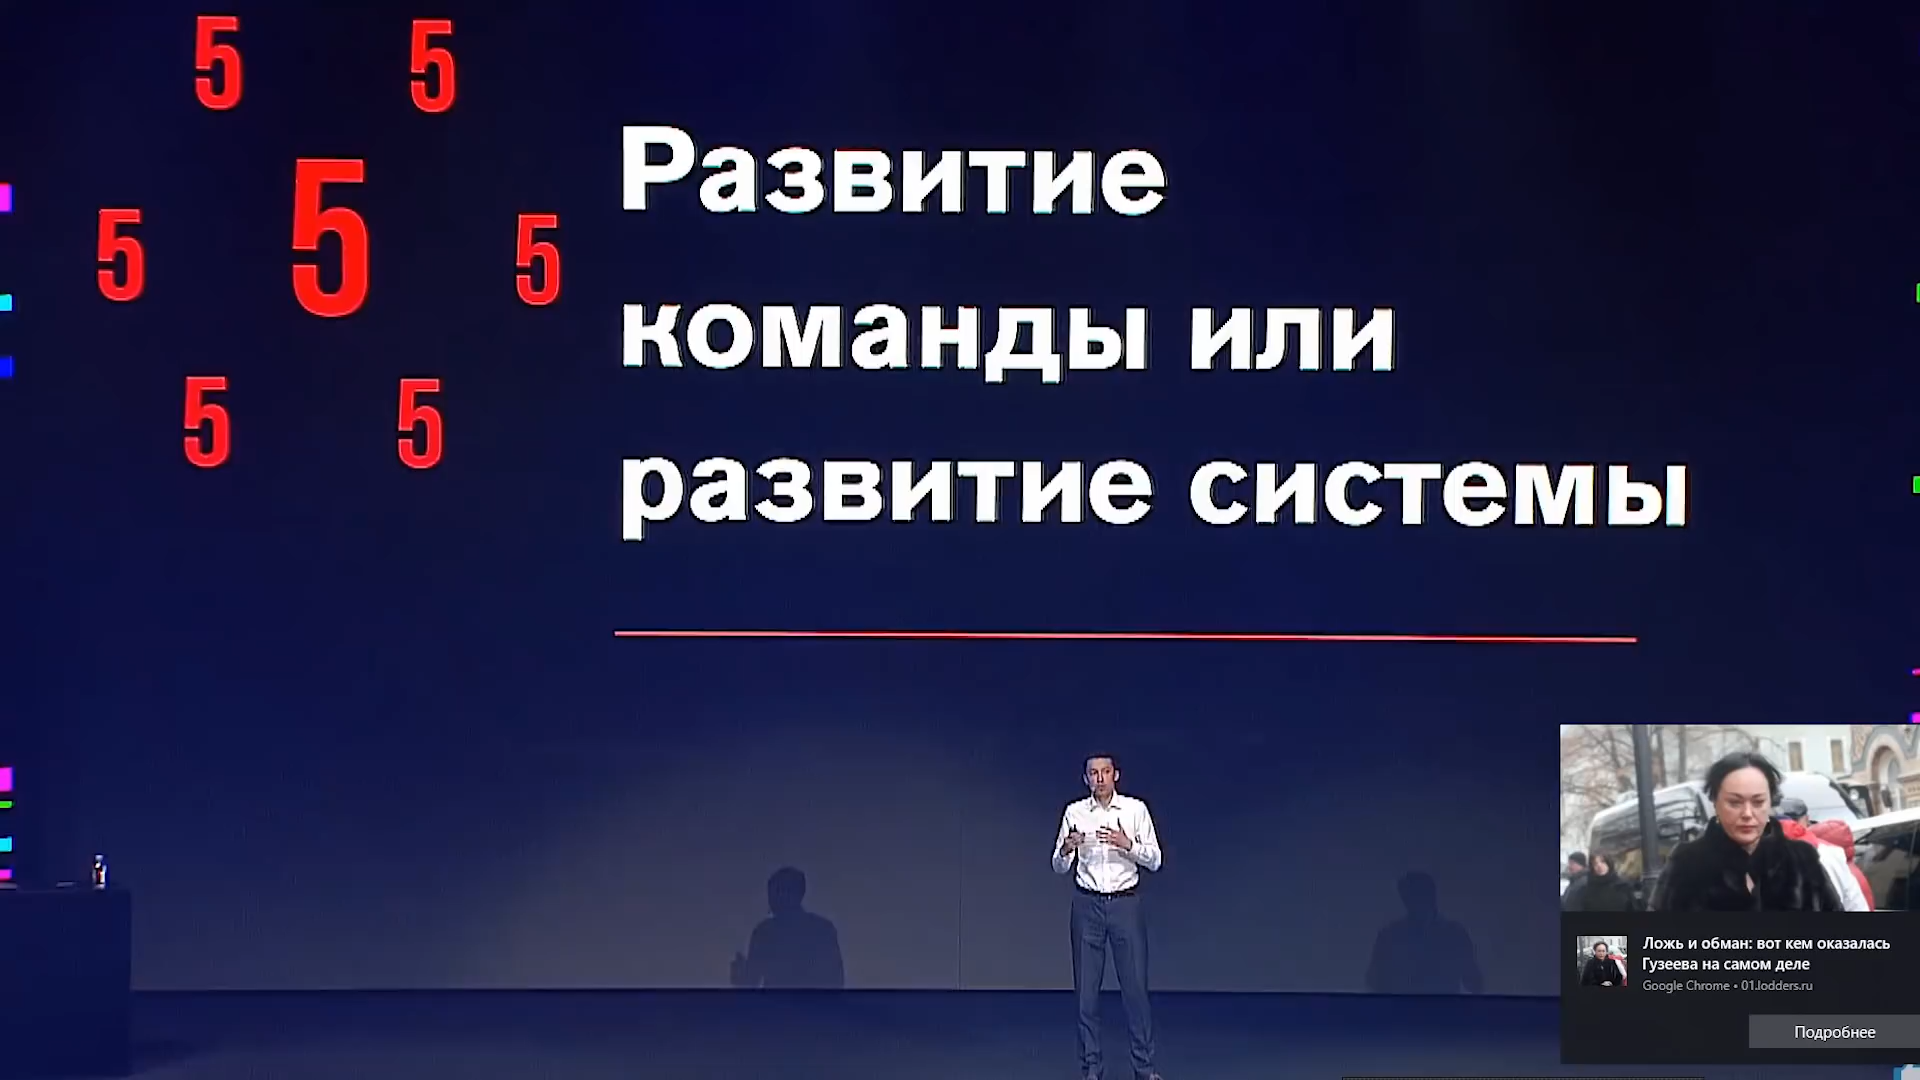 5 5
5 5 5
5 5
Развитие
команды или
развитие системы
Ложь и обман: вот кем оказалась
Гузеева на самом деле
Google Chrome • 01.lodders.ru
Подробнее